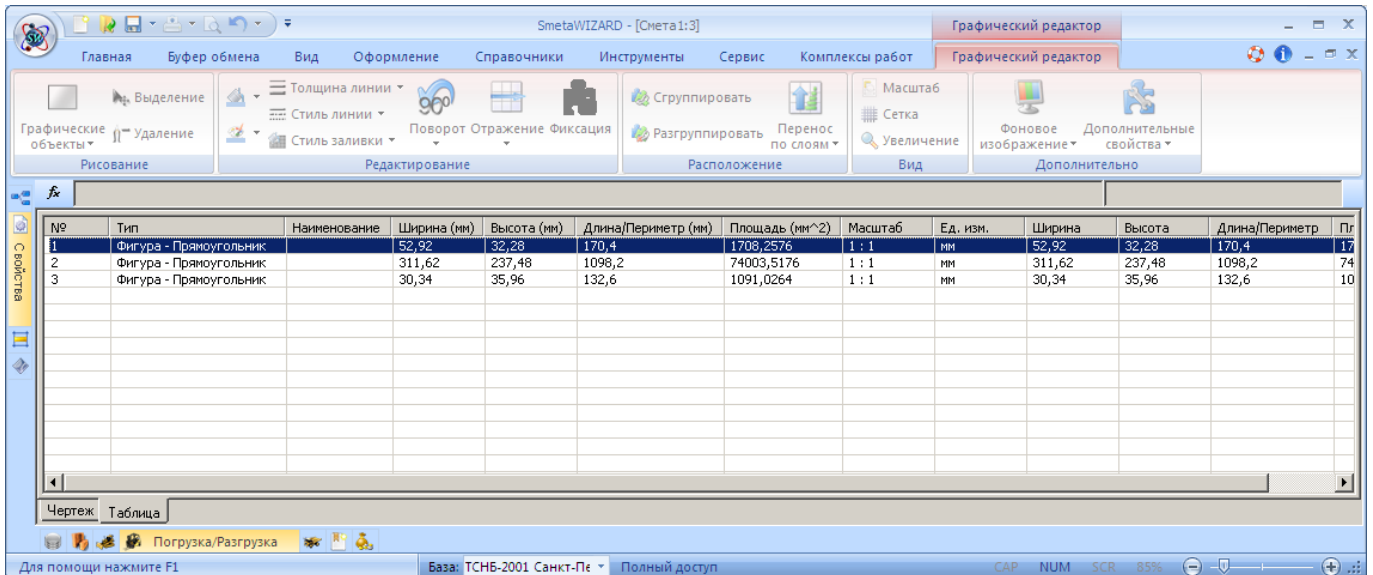 SmetaWIZARD - [Смета1:3]
Графический редактор
Главная Буфер обмена Вид Оформление Справочники Инструменты Сервис Комплексы работ Графический редактор
Графические объекты
Выделение
Удаление
Рисование
Толщина линии
Стиль линии
Стиль заливки
Поворот Отражение Фиксация
Редактирование
Сгруппировать
Разгруппировать
Перенос по слоям
Расположение
Масштаб
Сетка
Увеличение
Вид
Фоновое изображение
Дополнительные свойства
Дополнительно
fx
Свойства
№ Тип Наименование Ширина (мм) Высота (мм) Длина/Периметр (мм) Площадь (мм^2) Масштаб Ед. изм. Ширина Высота Длина/Периметр Пл
1 Фигура - Прямоугольник 52,92 32,28 170,4 1708,2576 1 : 1 мм 52,92 32,28 170,4 17
2 Фигура - Прямоугольник 311,62 237,48 1098,2 74003,5176 1 : 1 мм 311,62 237,48 1098,2 74
3 Фигура - Прямоугольник 30,34 35,96 132,6 1091,0264 1 : 1 мм 30,34 35,96 132,6 10
Чертеж Таблица
Погрузка/Разгрузка
Для помощи нажмите F1 База: ТСНБ-2001 Санкт-Пе Полный доступ CAP NUM SCR 85%